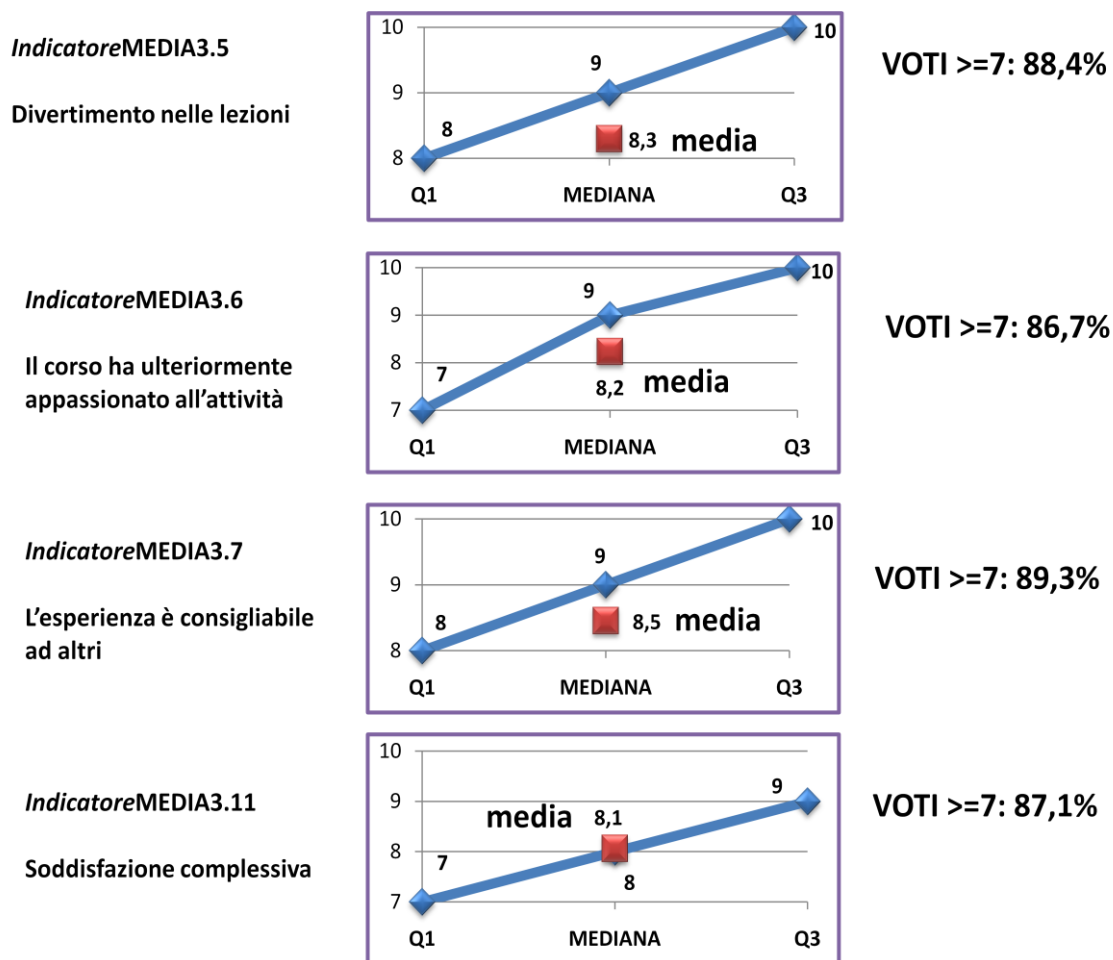 IndicatoreMEDIA3.5
Divertimento nelle lezioni
10
9
8
8
9
10
8,3 media
Q1 MEDIANA Q3
VOTI >=7: 88,4%
IndicatoreMEDIA3.6
Il corso ha ulteriormente
appassionato all'attività
10
9
8
7
7
9
10
8,2 media
Q1 MEDIANA Q3
VOTI >=7: 86,7%
IndicatoreMEDIA3.7
L'esperienza è consigliabile
ad altri
10
9
8
8
9
10
8,5 media
Q1 MEDIANA Q3
VOTI >=7: 89,3%
IndicatoreMEDIA3.11
Soddisfazione complessiva
10
9
8
7
7
media 8,1
8
9
Q1 MEDIANA Q3
VOTI >=7: 87,1%